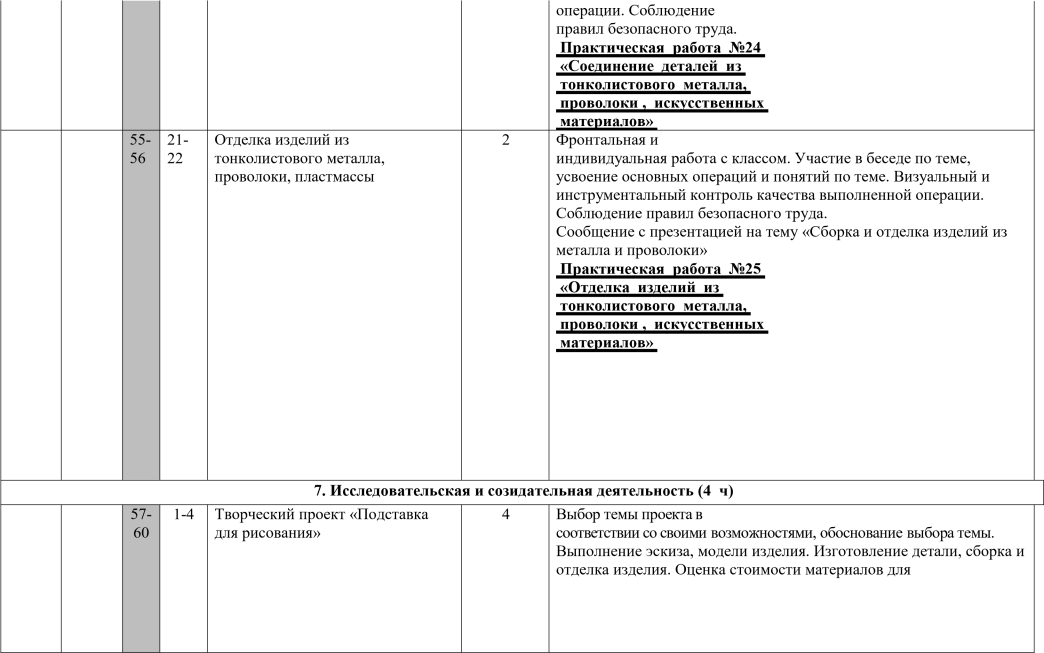 операции. Соблюдение
правил безопасного труда.
Практическая работа №24
«Соединение деталей из
тонколистового металла,
проволоки , искусственных
материалов»
55-
56
21-
22
Отделка изделий из
тонколистового металла,
проволоки, пластмассы
2
Фронтальная и
индивидуальная работа с классом. Участие в беседе по теме,
усвоение основных операций и понятий по теме. Визуальный и
инструментальный контроль качества выполненной операции.
Соблюдение правил безопасного труда.
Сообщение с презентацией на тему «Сборка и отделка изделий из
металла и проволоки»
Практическая работа №25
«Отделка изделий из
тонколистового металла,
проволоки , искусственных
материалов»
7. Исследовательская и созидательная деятельность (4 ч)
57-
60
1-4
Творческий проект «Подставка
для рисования»
4
Выбор темы проекта в
соответствии со своими возможностями, обоснование выбора темы.
Выполнение эскиза, модели изделия. Изготовление детали, сборка и
отделка изделия. Оценка стоимости материалов для